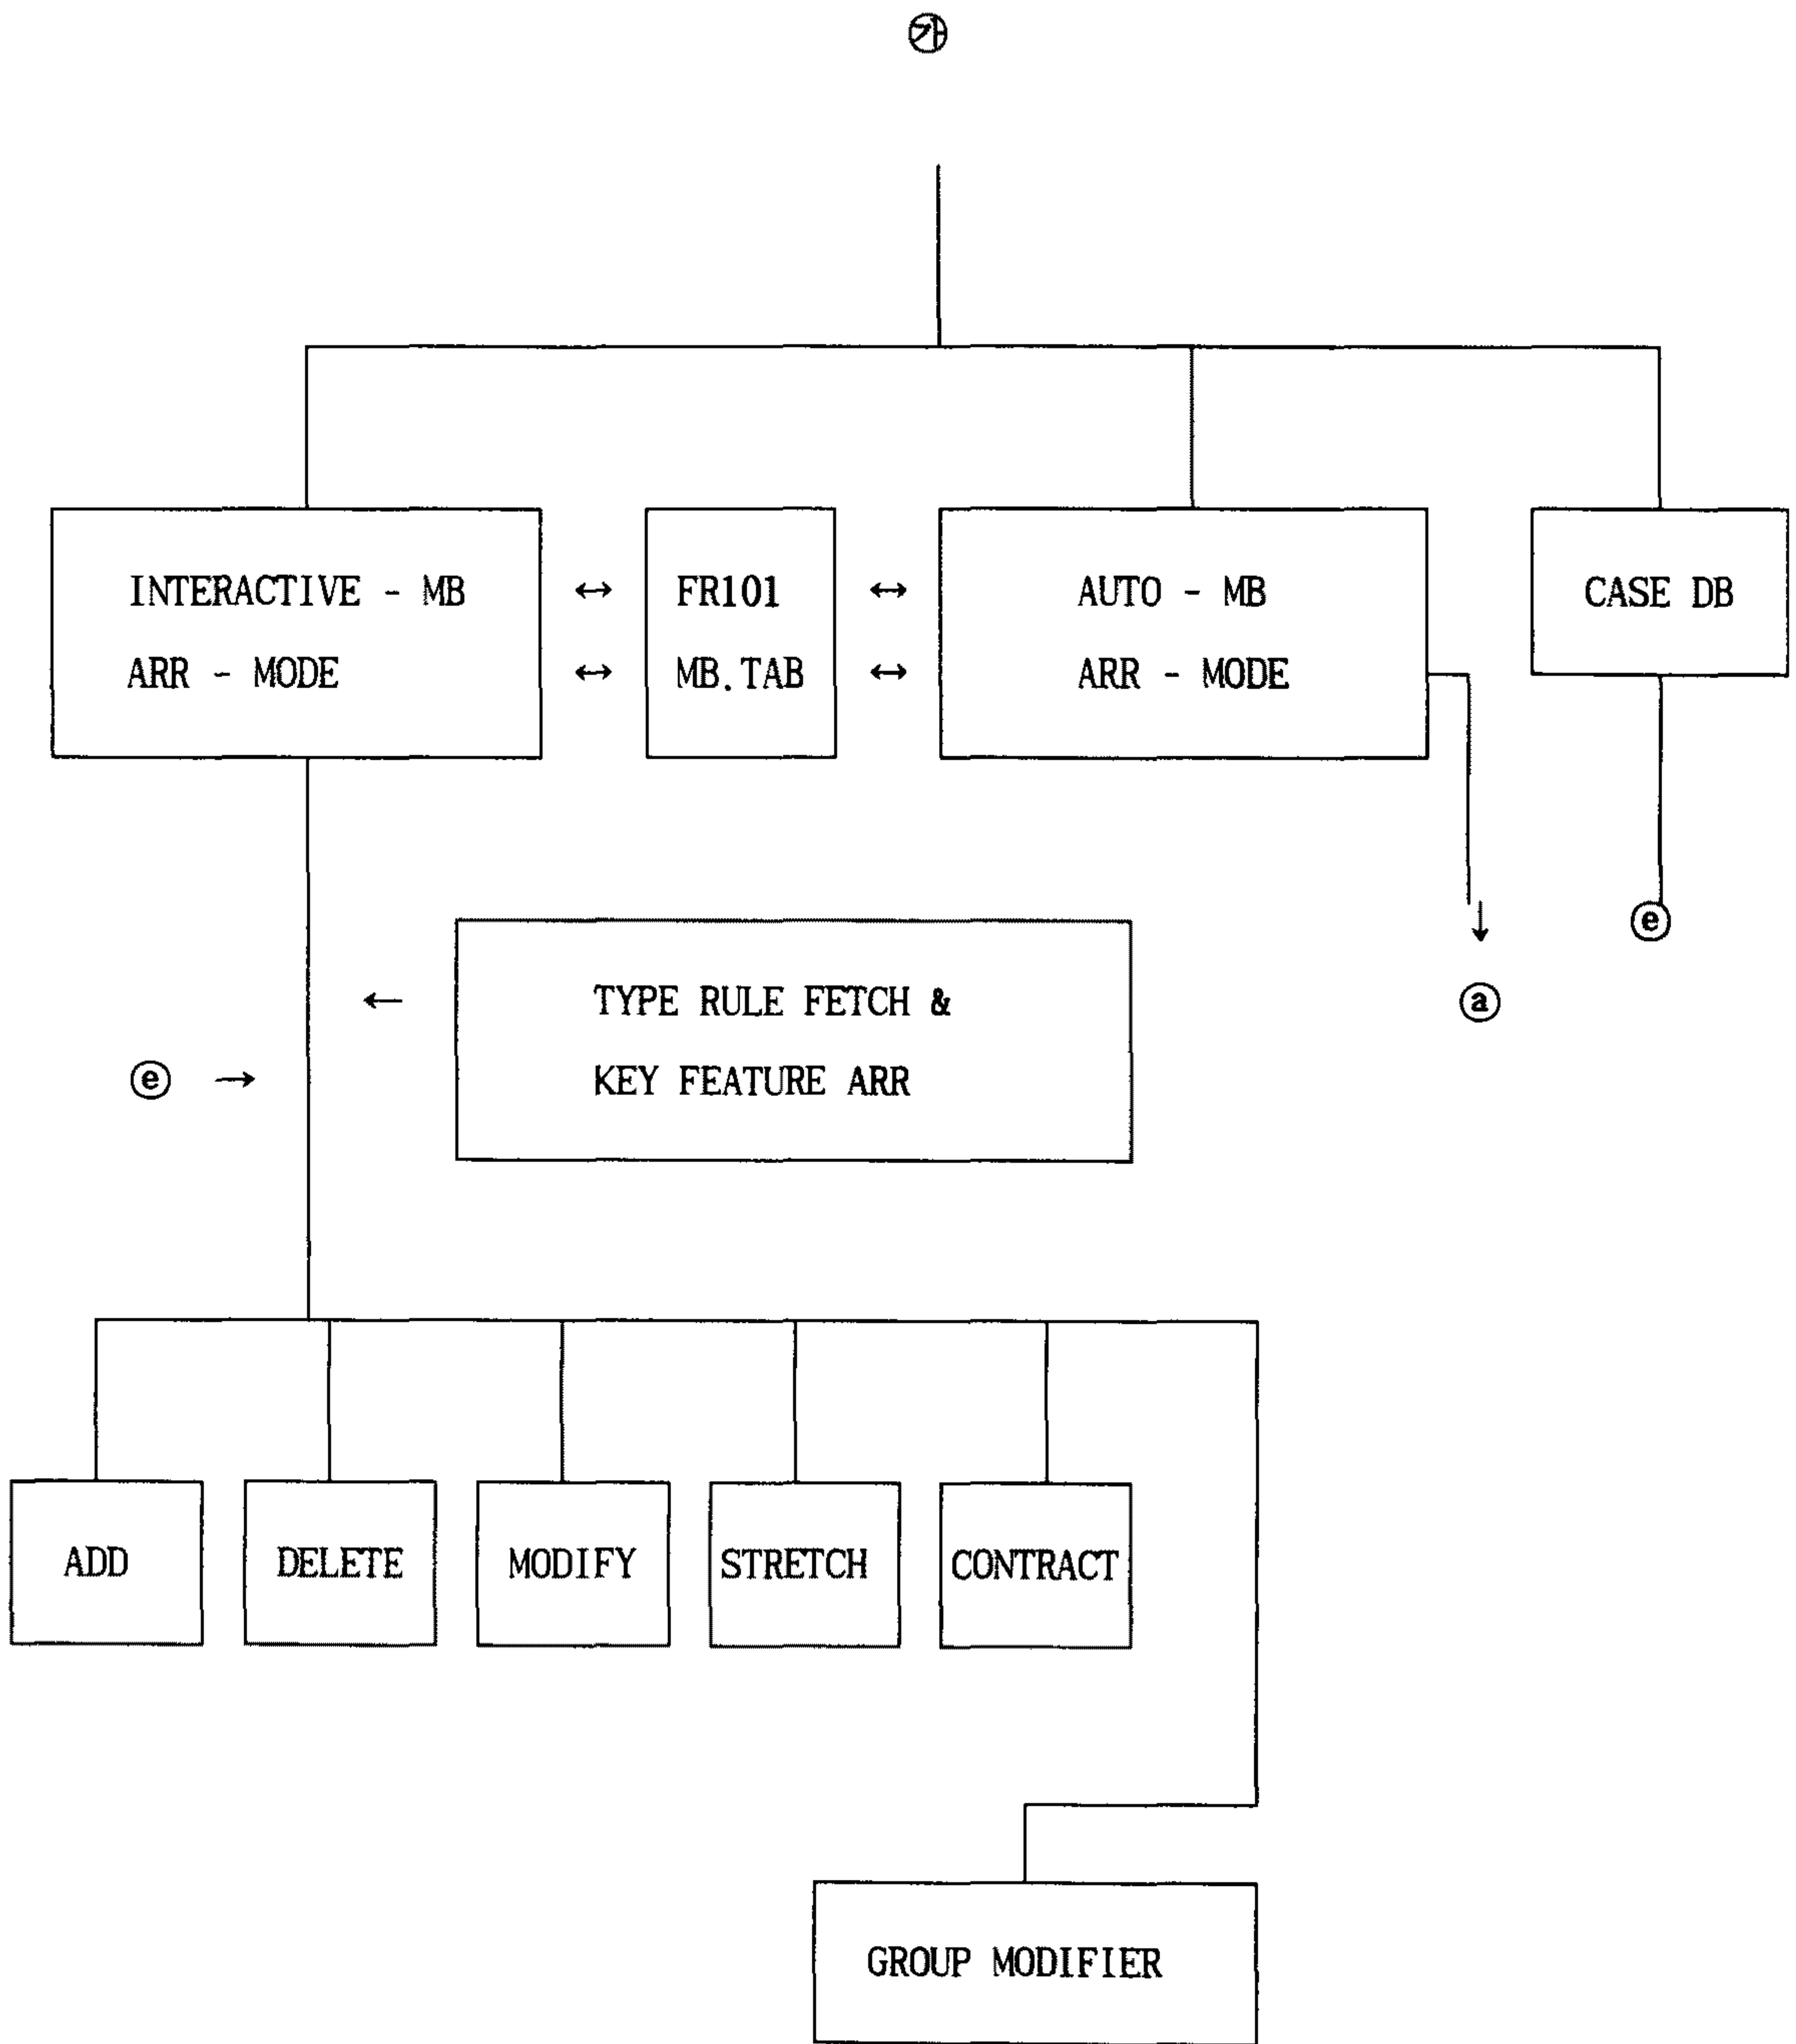 ㉮
INTERACTIVE - MB
ARR - MODE
↔ FR101 ↔
↔ MB.TAB ↔
AUTO - MB
ARR - MODE
CASE DB
ⓔ
ⓐ
← TYPE RULE FETCH &
KEY FEATURE ARR
ⓔ →
ADD
DELETE
MODIFY
STRETCH
CONTRACT
GROUP MODIFIER